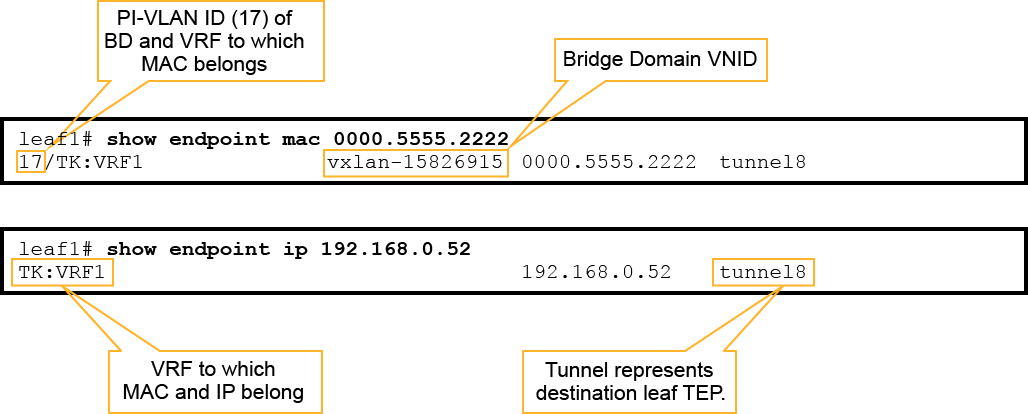 PI-VLAN ID (17) of
BD and VRF to which
MAC belongs
Bridge Domain VNID
leaf1# show endpoint mac 0000.5555.2222
17/TK:VRF1 vxlan-15826915 0000.5555.2222 tunnel8
leaf1# show endpoint ip 192.168.0.52
TK:VRF1 192.168.0.52 tunnel8
VRF to which
MAC and IP belong
Tunnel represents
destination leaf TEP.